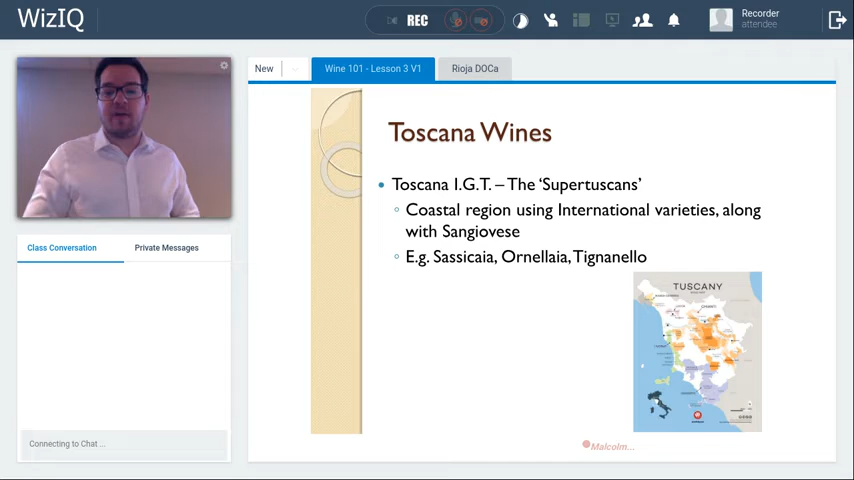 WizIQ
REC
Recorder
attendee
New
Wine 101 - Lesson 3 V1
Rioja DOCa
Toscana Wines
Toscana I.G.T. – The ‘Supertuscans’
Coastal region using International varieties, along
with Sangiovese
E.g. Sassicaia, Ornellaia, Tignanello
TUSCANY
Malcolm...
Class Conversation
Private Messages
Connecting to Chat ...